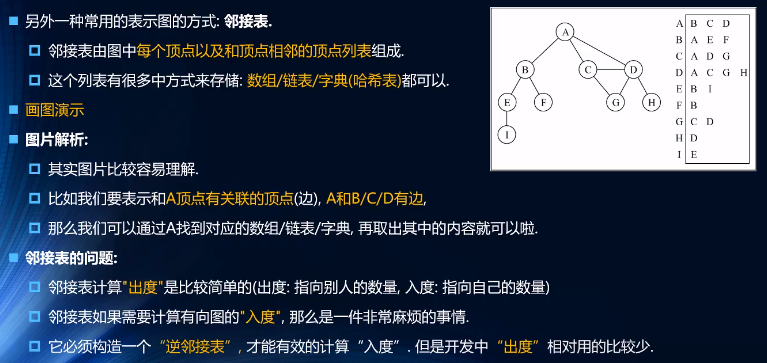 另外一种常用的表示图的方式: 邻接表.
邻接表由图中每个顶点以及和顶点相邻的顶点列表组成.
这个列表有很多中方式来存储: 数组/链表/字典(哈希表)都可以.
画图演示
图片解析:
其实图片比较容易理解.
比如我们要表示和A顶点有关联的顶点(边), A和B/C/D有边,
那么我们可以通过A找到对应的数组/链表/字典, 再取出其中的内容就可以啦.
邻接表的问题:
邻接表计算"出度"是比较简单的(出度: 指向别人的数量, 入度: 指向自己的数量)
邻接表如果需要计算有向图的"入度", 那么是一件非常麻烦的事情.
它必须构造一个“逆邻接表”, 才能有效的计算“入度”. 但是开发中“出度”相对用的比较少.
A
B C D
E F G H
I
A B C D
B A E F
C A D G
D A C G H
E B I
F B
G C D
H D
I E